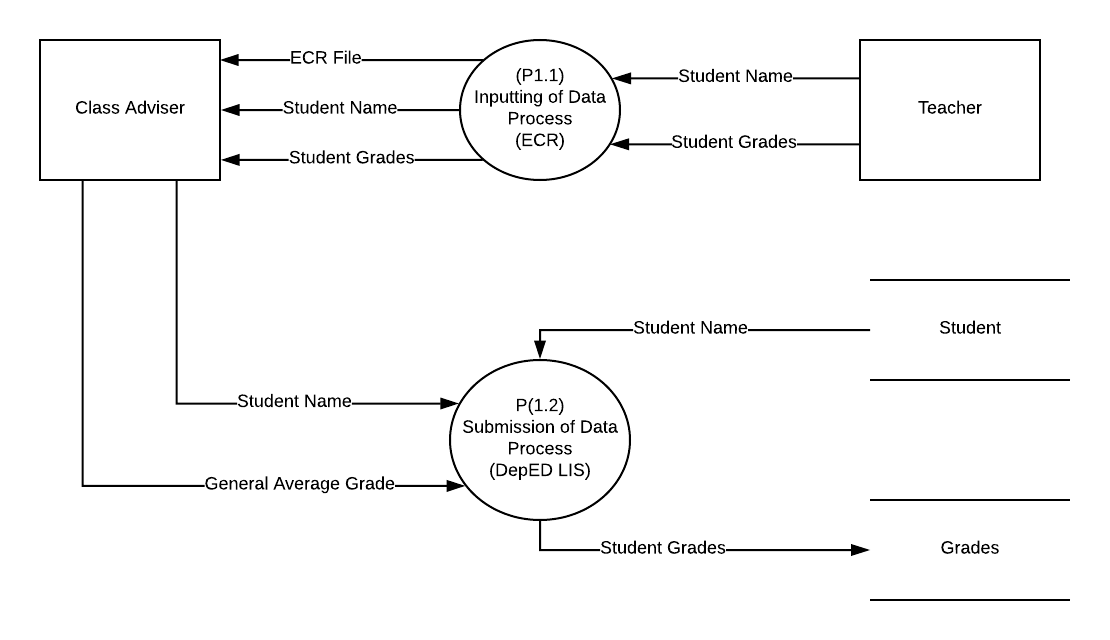 ECR File
(P1.1)
Student Name
Class Adviser
Inputting of Data
Teacher
Student Name
Process
(ECR)
Student Grades
Student Grades
Student Name
Student
Student Name
P(1.2)
Submission of Data
Process
(DepED LIS)
General Average Grade
Student Grades
Grades